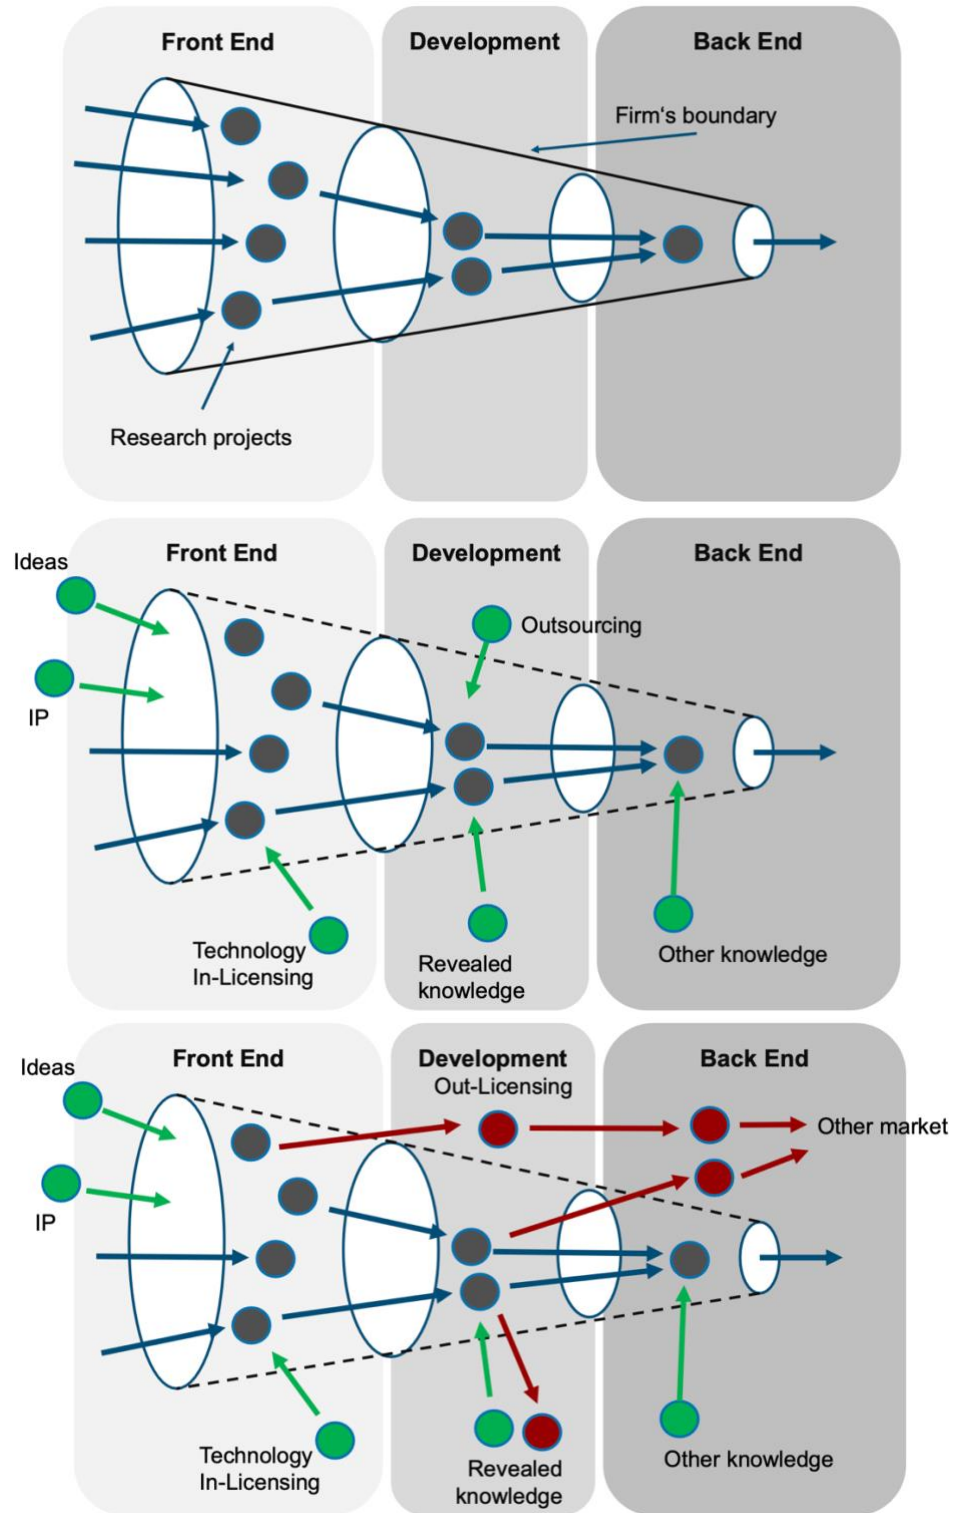 Front End
Development
Back End
Firm‘s boundary
Research projects
Front End
Development
Back End
Ideas
Outsourcing
IP
Technology
In-Licensing
Revealed
knowledge
Other knowledge
Front End
Development
Back End
Ideas
Out-Licensing
Other market
IP
Technology
In-Licensing
Revealed
knowledge
Other knowledge